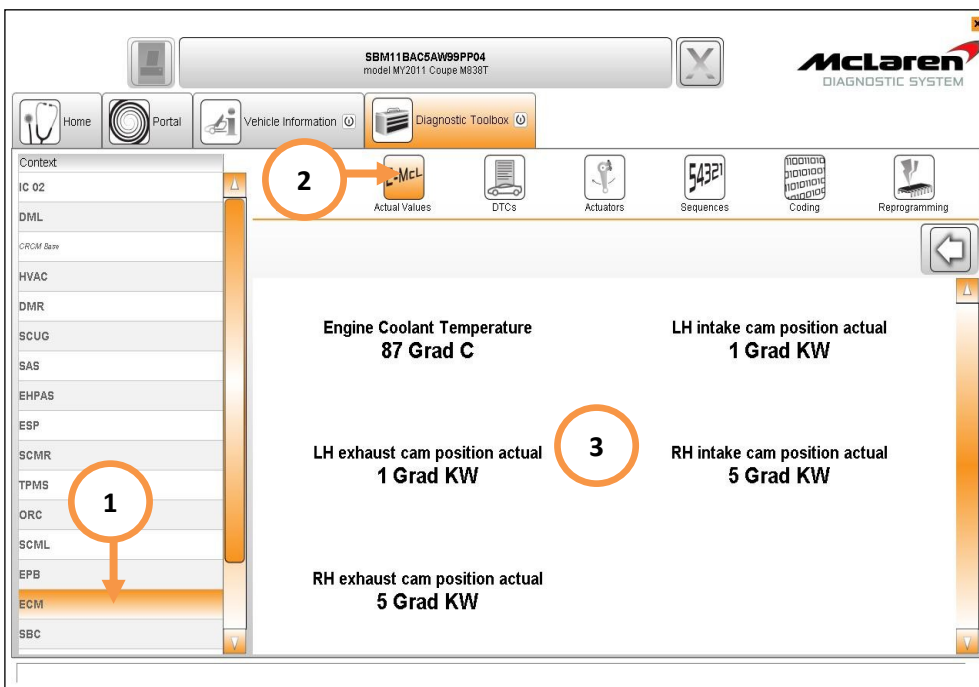 SBM11BAC5AW99PP04
model MY2011 Coupe M838T
McLaren
DIAGNOSTIC SYSTEM
Home
Portal
Vehicle Information
Diagnostic Toolbox
Context
IC 02
DML
CRCM Base
HVAC
DMR
SCUG
SAS
EHPAS
ESP
SCMR
TPMS
ORC
SCML
EPB
ECM
SBC
1
2
-McL
Actual Values
DTCs
Actuators
54321
Sequences
Coding
Reprogramming
Engine Coolant Temperature
87 Grad C
LH intake cam position actual
1 Grad KW
LH exhaust cam position actual
1 Grad KW
3
RH intake cam position actual
5 Grad KW
RH exhaust cam position actual
5 Grad KW